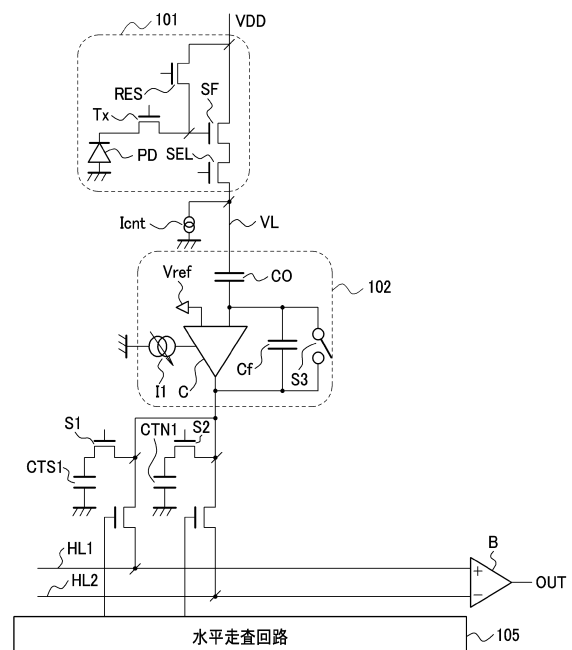 101
VDD
RES
SF
Tx
PD
SEL
Icnt
VL
Vref
CO
102
Cf
S3
I1
C
S1
CTN1
S2
CTS1
HL1
B
+
−
OUT
HL2
水平走査回路
105